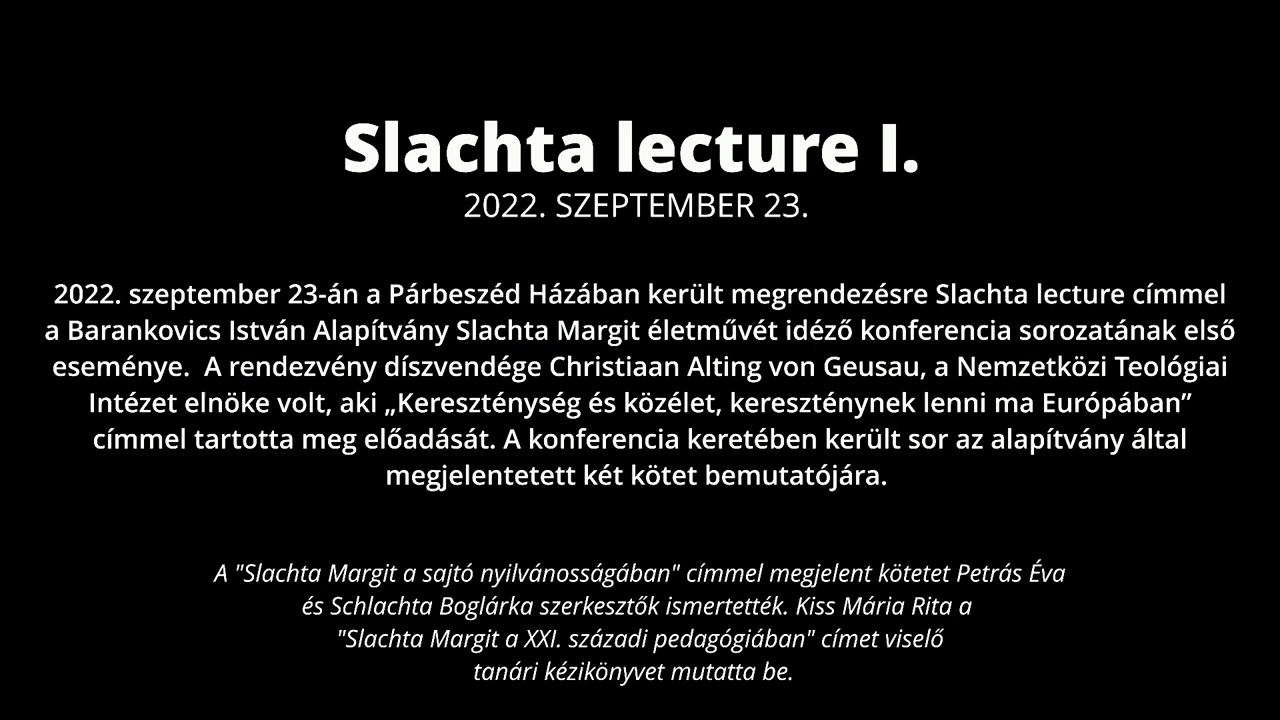 Slachta lecture I.
2022. SZEPTEMBER 23.
2022. szeptember 23-án a Párbeszéd Házában került megrendezésre Slachta lecture címmel
a Barankovics István Alapítvány Slachta Margit életművét idéző konferencia sorozatának első
eseménye.  A rendezvény díszvendége Christiaan Alting von Geusau, a Nemzetközi Teológiai
Intézet elnöke volt, aki „Kereszténység és közélet, kereszténynek lenni ma Európában”
címmel tartotta meg előadását. A konferencia keretében került sor az alapítvány által
megjelentetett két kötet bemutatójára.
A "Slachta Margit a sajtó nyilvánosságában" címmel megjelent kötetet Petrás Éva
és Schlachta Boglárka szerkesztők ismertették. Kiss Mária Rita a
"Slachta Margit a XXI. századi pedagógiában" címet viselő
tanári kézikönyvet mutatta be.